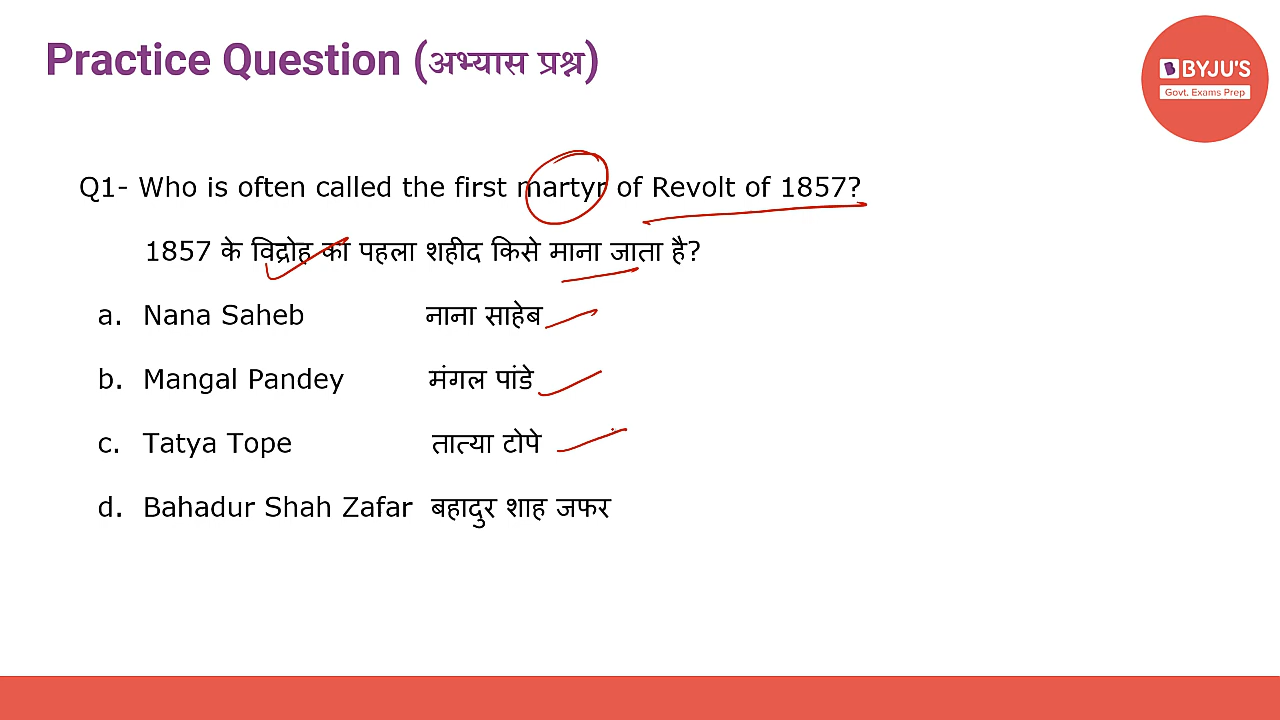 Practice Question (अभ्यास प्रश्न)
BYJU'S
Govt. Exams Prep
Q1- Who is often called the first martyr of Revolt of 1857?
1857 के विद्रोह का पहला शहीद किसे माना जाता है?
a. Nana Saheb नाना साहेब
b. Mangal Pandey मंगल पांडे
c. Tatya Tope तात्या टोपे
d. Bahadur Shah Zafar बहादुर शाह जफर